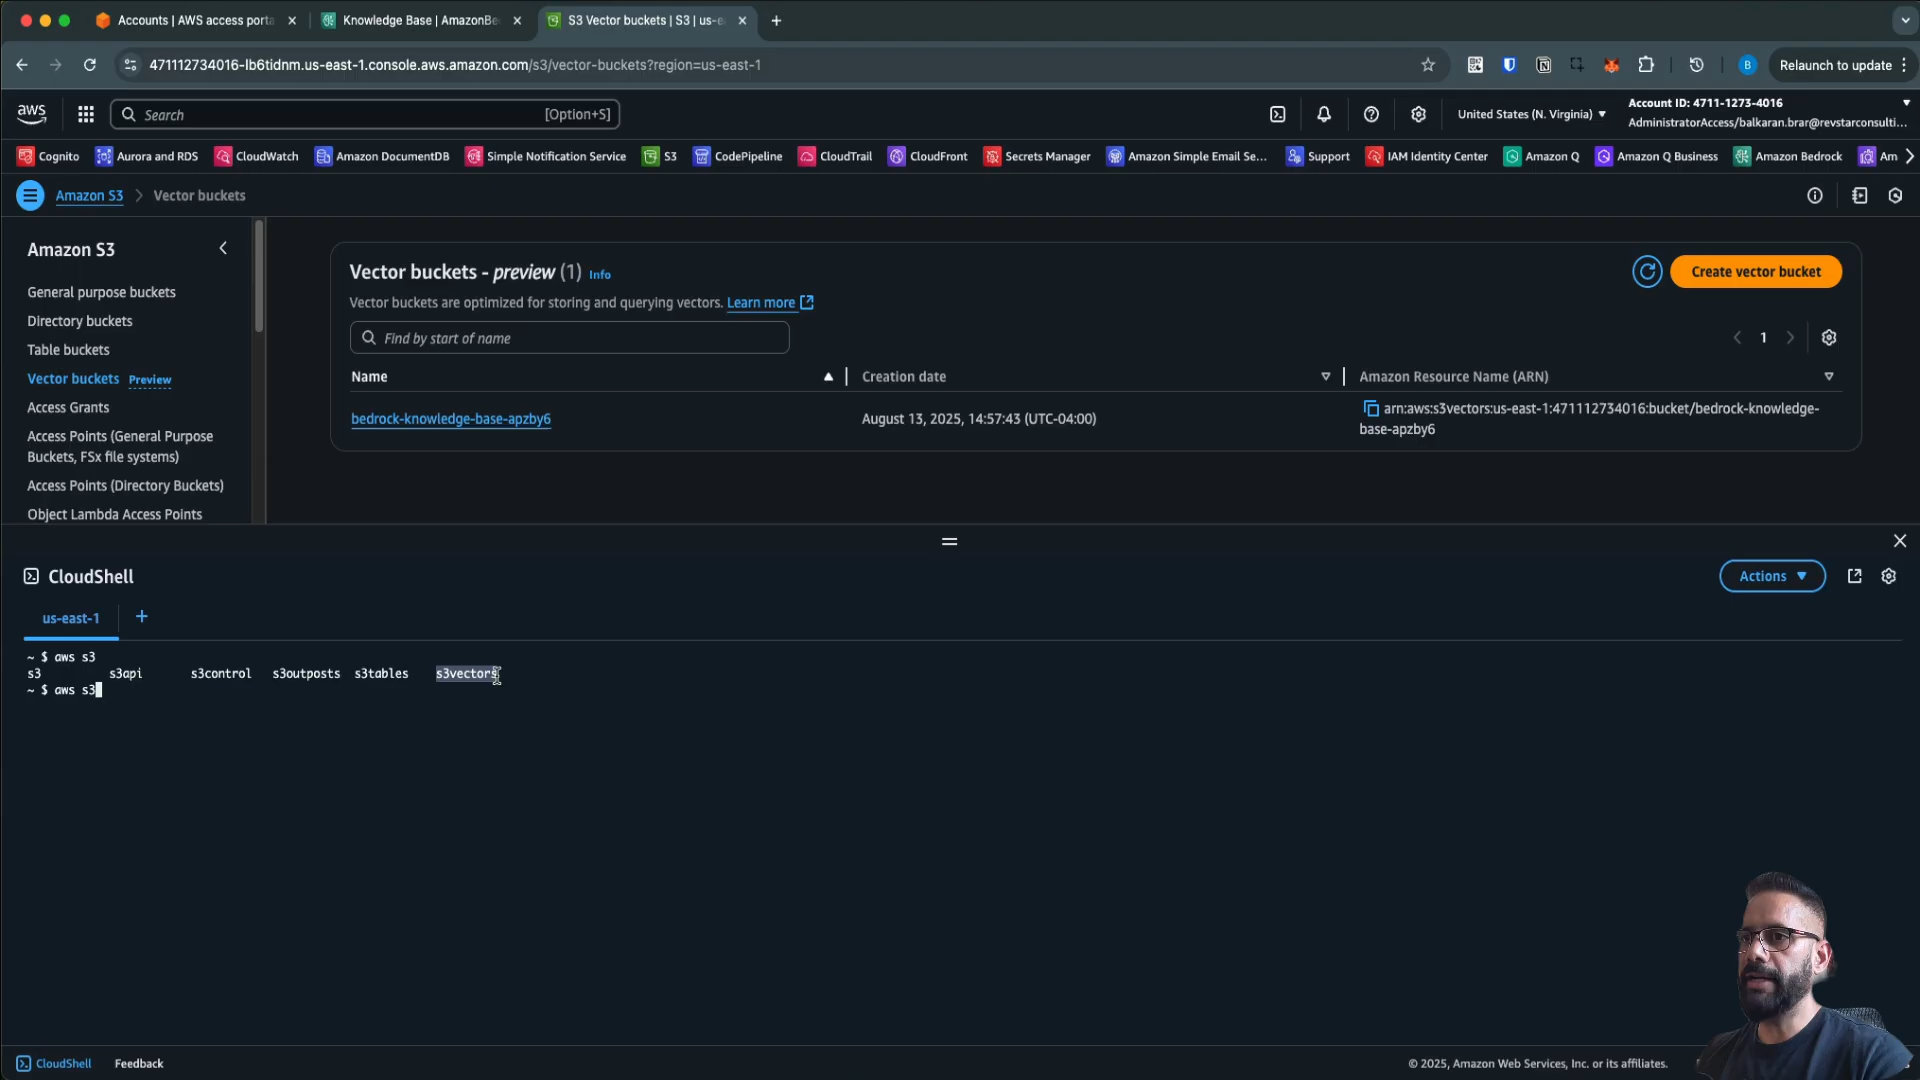 Accounts | AWS access porta
Knowledge Base | AmazonBe
S3 Vector buckets | S3 | us-e
471112734016-lb6tidnm.us-east-1.console.aws.amazon.com/s3/vector-buckets?region=us-east-1
B
Relaunch to update
aws
Search
[Option+S]
United States (N. Virginia)
Account ID: 4711-1273-4016
AdministratorAccess/balkaran.brar@revstarconsulti...
Cognito
Aurora and RDS
CloudWatch
Amazon DocumentDB
Simple Notification Service
S3
CodePipeline
CloudTrail
CloudFront
Secrets Manager
Amazon Simple Email Se...
Support
IAM Identity Center
Amazon Q
Amazon Q Business
Amazon Bedrock
Am
Amazon S3
Vector buckets
Amazon S3
General purpose buckets
Directory buckets
Table buckets
Vector buckets Preview
Access Grants
Access Points (General Purpose
Buckets, FSx file systems)
Access Points (Directory Buckets)
Object Lambda Access Points
Vector buckets - preview (1) Info
Create vector bucket
Vector buckets are optimized for storing and querying vectors. Learn more
Find by start of name
1
Name
Creation date
Amazon Resource Name (ARN)
bedrock-knowledge-base-apzby6
August 13, 2025, 14:57:43 (UTC-04:00)
arn:aws:s3vectors:us-east-1:471112734016:bucket/bedrock-knowledge-
base-apzby6
CloudShell
Actions
us-east-1
~ $ aws s3
s3 s3api s3control s3outposts s3tables s3vectors
~ $ aws s3
CloudShell
Feedback
© 2025, Amazon Web Services, Inc. or its affiliates.